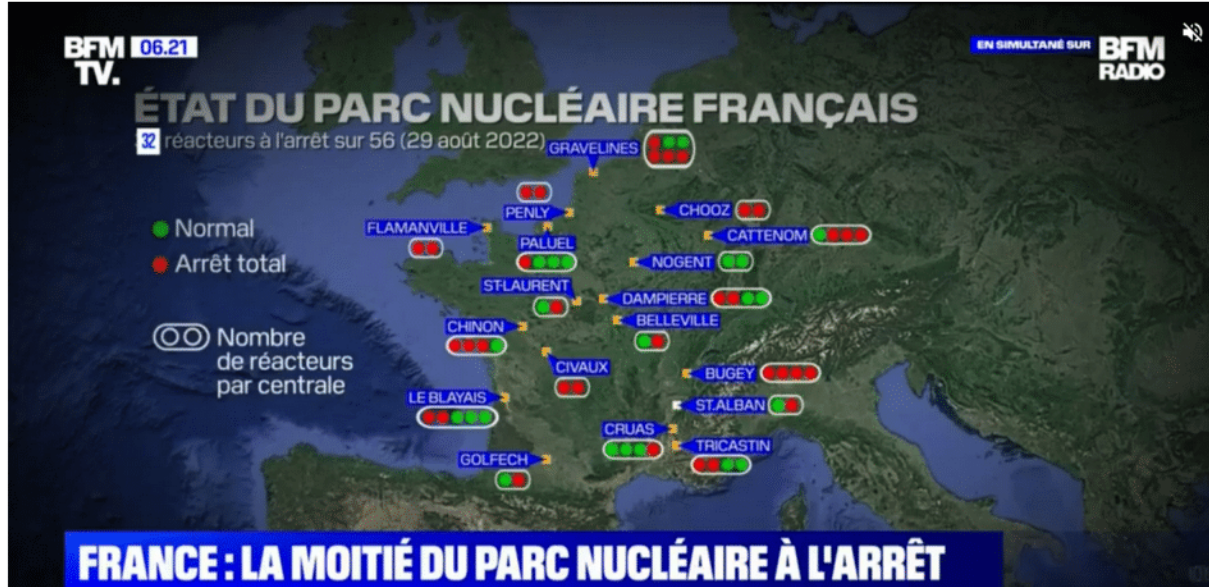 BFM
TV.
06.21
EN SIMULTANÉ SUR
BFM
RADIO
ÉTAT DU PARC NUCLÉAIRE FRANÇAIS
32 réacteurs à l'arrêt sur 56 (29 août 2022)
GRAVELINES
PENLY
CHOOZ
FLAMANVILLE
CATTENOM
Normal
PALUEL
NOGENT
Arrêt total
ST-LAURENT
DAMPIERRE
BELLEVILLE
CHINON
Nombre
de réacteurs
par centrale
CIVAUX
BUGEY
LE BLAYAIS
ST.ALBAN
CRUAS
TRICASTIN
GOLFECH
FRANCE : LA MOITIÉ DU PARC NUCLÉAIRE À L'ARRÊT